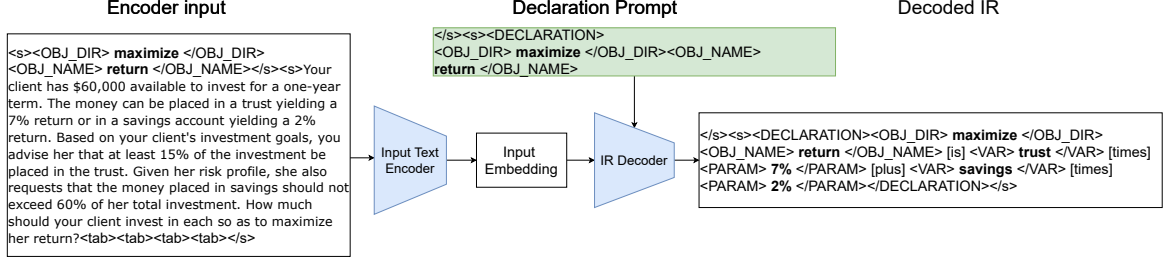 Encoder input
<s><OBJ_DIR> maximize </OBJ_DIR>
<OBJ_NAME> return </OBJ_NAME></s><s>Your
client has $60,000 available to invest for a one-year
term. The money can be placed in a trust yielding a
7% return or in a savings account yielding a 2%
return. Based on your client's investment goals, you
advise her that at least 15% of the investment be
placed in the trust. Given her risk profile, she also
requests that the money placed in savings should not
exceed 60% of her total investment. How much
should your client invest in each so as to maximize
her return?<tab><tab><tab><tab></s>
Input Text
Encoder
Input
Embedding
Declaration Prompt
</s><s><DECLARATION>
<OBJ_DIR> maximize </OBJ_DIR><OBJ_NAME>
return </OBJ_NAME>
IR Decoder
Decoded IR
</s><s><DECLARATION><OBJ_DIR> maximize </OBJ_DIR>
<OBJ_NAME> return </OBJ_NAME> [is] <VAR> trust </VAR> [times]
<PARAM> 7% </PARAM> [plus] <VAR> savings </VAR> [times]
<PARAM> 2% </PARAM></DECLARATION></s>